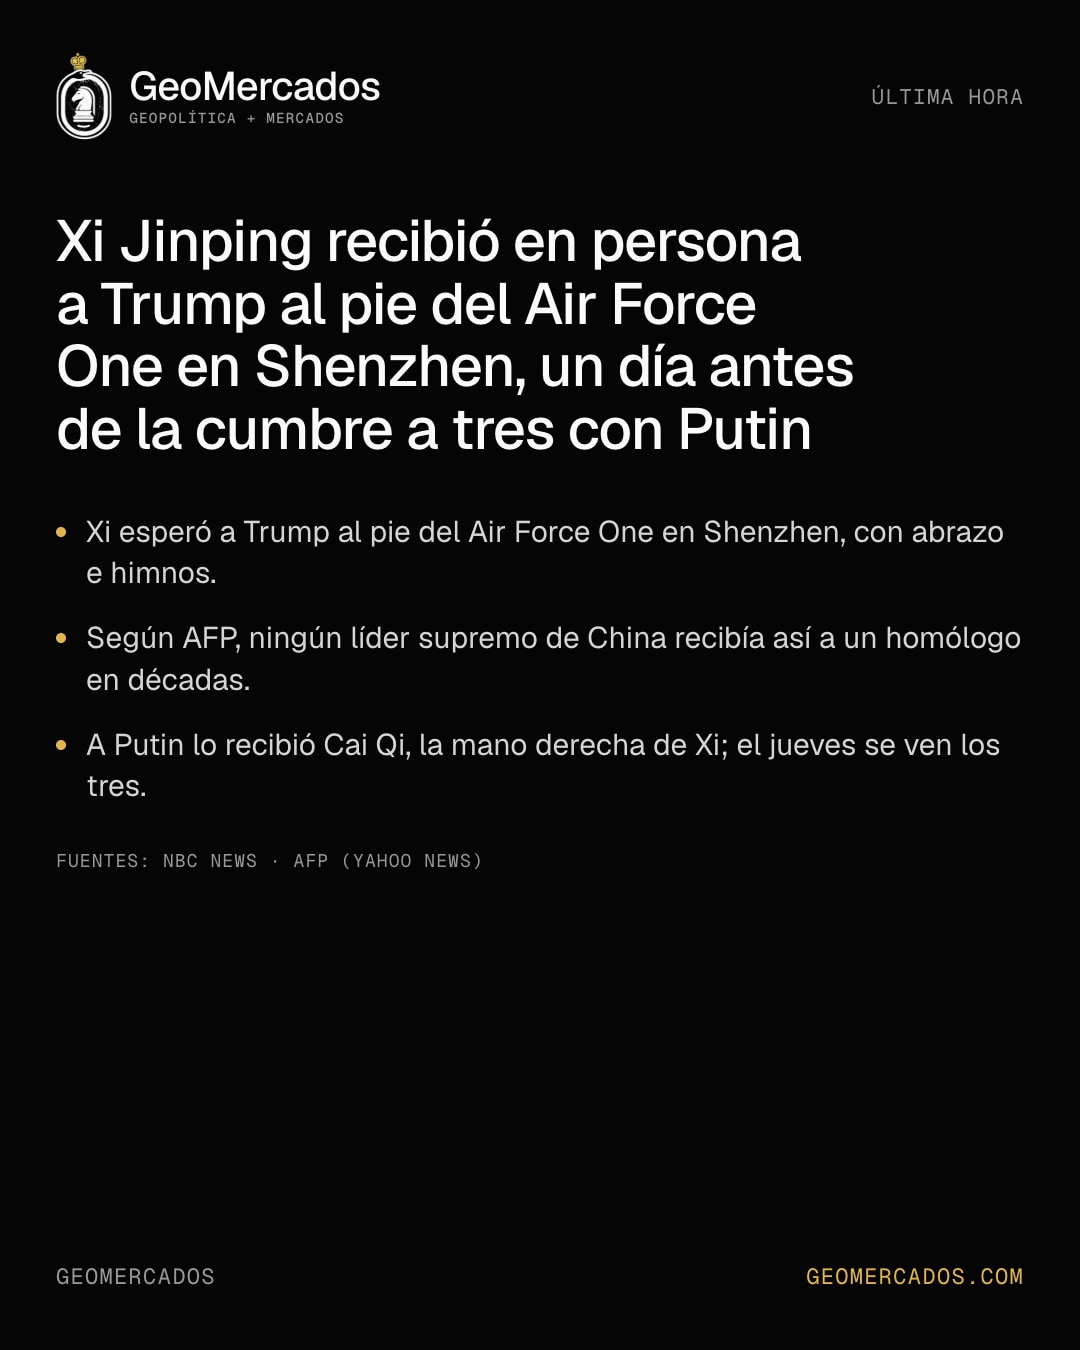 GeoMercados
GEOPOLÍTICA + MERCADOS
ÚLTIMA HORA
Xi Jinping recibió en persona
a Trump al pie del Air Force
One en Shenzhen, un día antes
de la cumbre a tres con Putin
• Xi esperó a Trump al pie del Air Force One en Shenzhen, con abrazo
e himnos.
• Según AFP, ningún líder supremo de China recibía así a un homólogo
en décadas.
• A Putin lo recibió Cai Qi, la mano derecha de Xi; el jueves se ven los
tres.
FUENTES: NBC NEWS · AFP (YAHOO NEWS)
GEOMERCADOS
GEOMERCADOS.COM